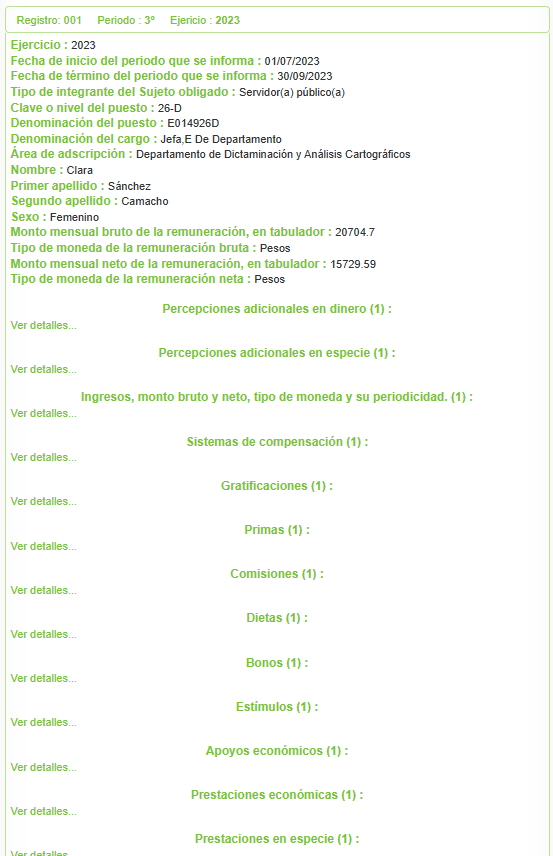 Registro: 001 Periodo : 3º Ejericio : 2023
Ejercicio : 2023
Fecha de inicio del periodo que se informa : 01/07/2023
Fecha de término del periodo que se informa : 30/09/2023
Tipo de integrante del Sujeto obligado : Servidor(a) público(a)
Clave o nivel del puesto : 26-D
Denominación del puesto : E014926D
Denominación del cargo : Jefa,E De Departamento
Área de adscripción : Departamento de Dictaminación y Análisis Cartográficos
Nombre : Clara
Primer apellido : Sánchez
Segundo apellido : Camacho
Sexo : Femenino
Monto mensual bruto de la remuneración, en tabulador : 20704.7
Tipo de moneda de la remuneración bruta : Pesos
Monto mensual neto de la remuneración, en tabulador : 15729.59
Tipo de moneda de la remuneración neta : Pesos
Percepciones adicionales en dinero (1) :
Ver detalles...
Percepciones adicionales en especie (1) :
Ver detalles...
Ingresos, monto bruto y neto, tipo de moneda y su periodicidad. (1) :
Ver detalles...
Sistemas de compensación (1) :
Ver detalles...
Gratificaciones (1) :
Ver detalles...
Primas (1) :
Ver detalles...
Comisiones (1) :
Ver detalles...
Dietas (1) :
Ver detalles...
Bonos (1) :
Ver detalles...
Estímulos (1) :
Ver detalles...
Apoyos económicos (1) :
Ver detalles...
Prestaciones económicas (1) :
Ver detalles...
Prestaciones en especie (1) :
Ver detalles...